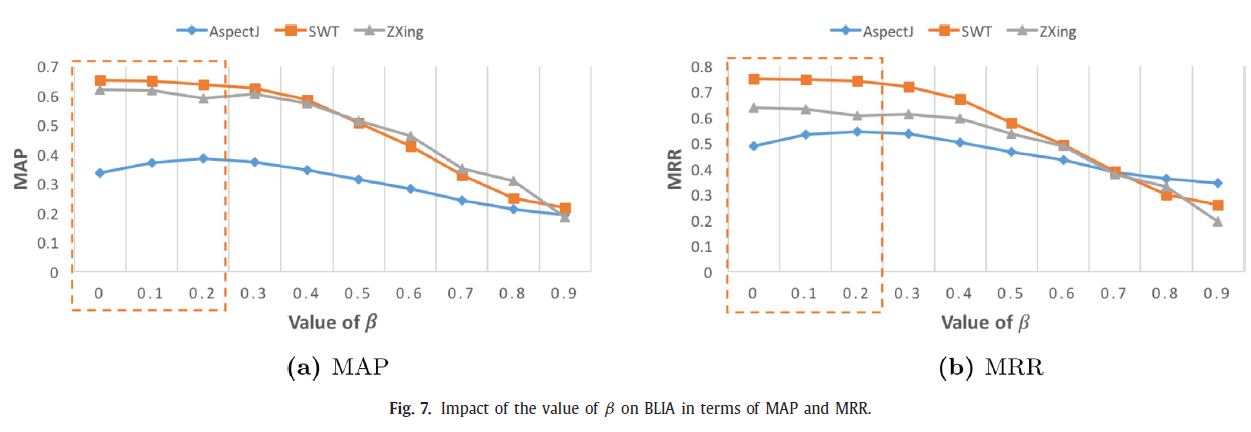 AspectJ SWT ZXing
0.7
0.6
0.5
0.4
0.3
0.2
0.1
0
MAP
0 0.1 0.2 0.3 0.4 0.5 0.6 0.7 0.8 0.9
Value of β
(a) MAP
AspectJ SWT ZXing
0.8
0.7
0.6
0.5
0.4
0.3
0.2
0.1
0
MRR
0 0.1 0.2 0.3 0.4 0.5 0.6 0.7 0.8 0.9
Value of β
(b) MRR
Fig. 7. Impact of the value of β on BLIA in terms of MAP and MRR.